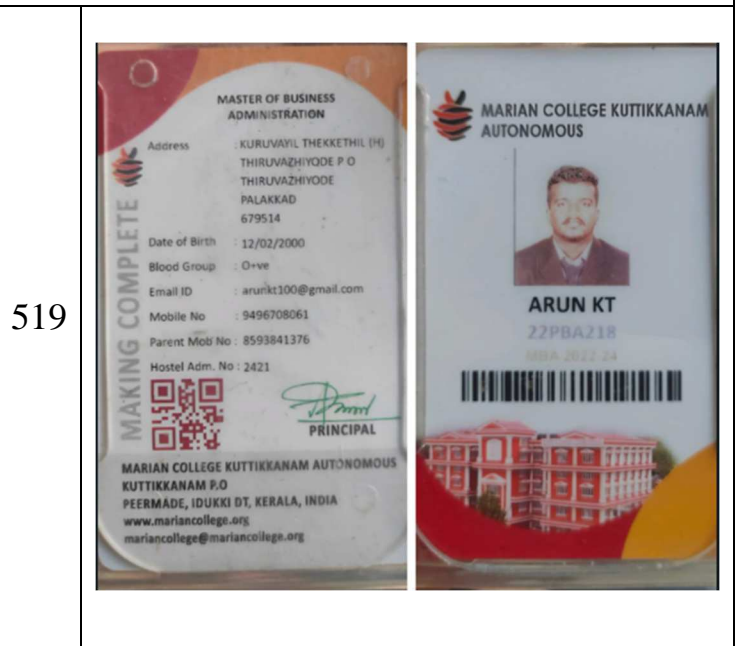 519
MASTER OF BUSINESS
ADMINISTRATION
Address : KURUVAYIL THEKKETHIL (H)
THIRUVAZHIYODE P O
THIRUVAZHIYODE
PALAKKAD
679514
Date of Birth : 12/02/2000
Blood Group : O+ve
Email ID : arunkt100@gmail.com
Mobile No : 9496708061
Parent Mob No : 8593841376
Hostel Adm. No : 2421
MAKING COMPLETE
PRINCIPAL
MARIAN COLLEGE KUTTIKKANAM AUTONOMOUS
KUTTIKKANAM P.O
PEERMADE, IDUKKI DT, KERALA, INDIA
www.mariancollege.org
mariancollege@mariancollege.org
MARIAN COLLEGE KUTTIKKANAM
AUTONOMOUS
ARUN KT
22PBA218
MBA 2022-24